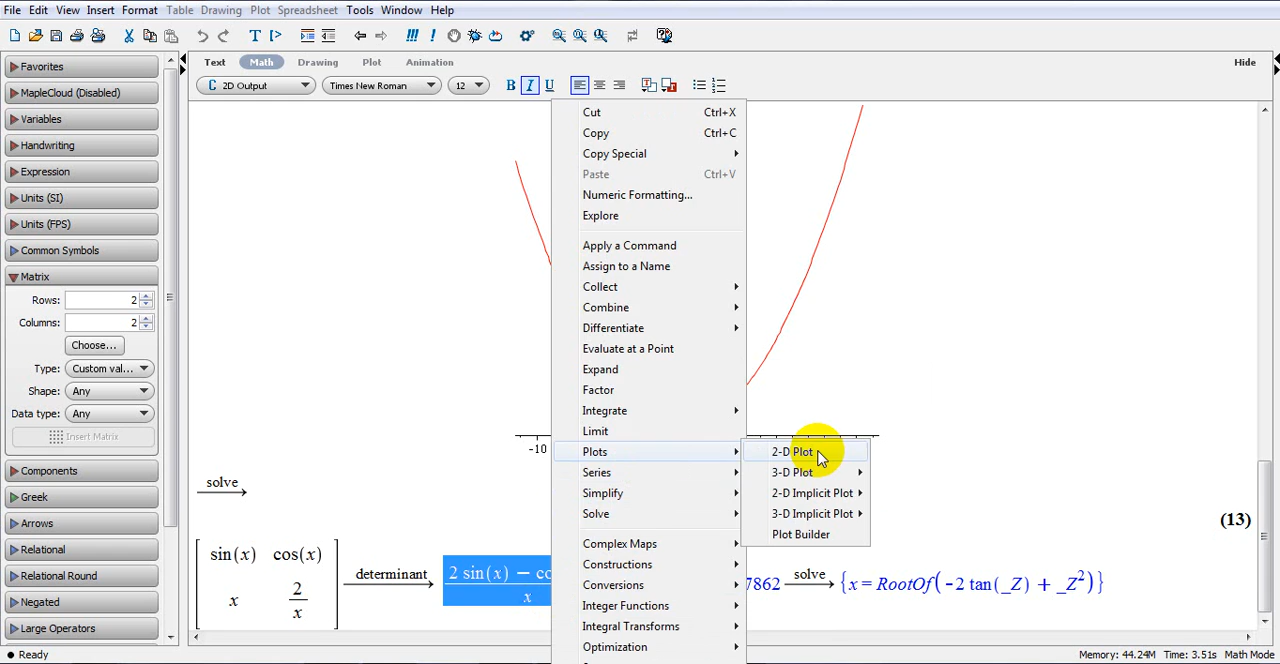 File Edit View Insert Format Table Drawing Plot Spreadsheet Tools Window Help
Text Math Drawing Plot Animation Hide
C 2D Output Times New Roman 12 B I U
Favorites
MapleCloud (Disabled)
Variables
Handwriting
Expression
Units (SI)
Units (FPS)
Common Symbols
Matrix
Rows: 2
Columns: 2
Choose...
Type: Custom val...
Shape: Any
Data type: Any
Insert Matrix
Components
Greek
Arrows
Relational
Relational Round
Negated
Large Operators
Cut Ctrl+X
Copy Ctrl+C
Copy Special
Paste Ctrl+V
Numeric Formatting...
Explore
Apply a Command
Assign to a Name
Collect
Combine
Differentiate
Evaluate at a Point
Expand
Factor
Integrate
Limit
Plots
Series
Simplify
Solve
Complex Maps
Constructions
Conversions
Integer Functions
Integral Transforms
Optimization
2-D Plot
3-D Plot
2-D Implicit Plot
3-D Implicit Plot
Plot Builder
-10
solve
(13)
sin(x) cos(x)
x 2/x
determinant
2 sin(x) − co
x
7862 solve {x = RootOf(-2 tan(_Z) + _Z²)}
Ready
Memory: 44.24M Time: 3.51s Math Mode